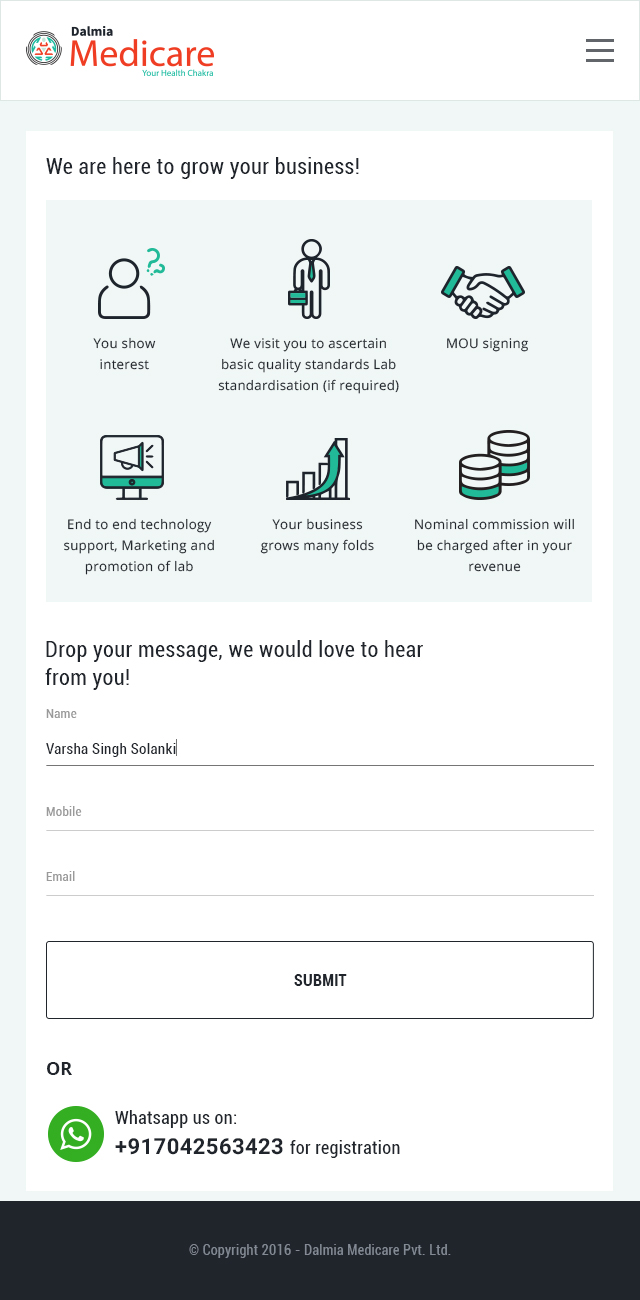 Dalmia
Medicare
Your Health Chakra
We are here to grow your business!
You show
interest
We visit you to ascertain
basic quality standards Lab
standardisation (if required)
MOU signing
End to end technology
support, Marketing and
promotion of lab
Your business
grows many folds
Nominal commission will
be charged after in your
revenue
Drop your message, we would love to hear
from you!
Name
Varsha Singh Solanki
Mobile
Email
SUBMIT
OR
Whatsapp us on:
+917042563423 for registration
© Copyright 2016 - Dalmia Medicare Pvt. Ltd.